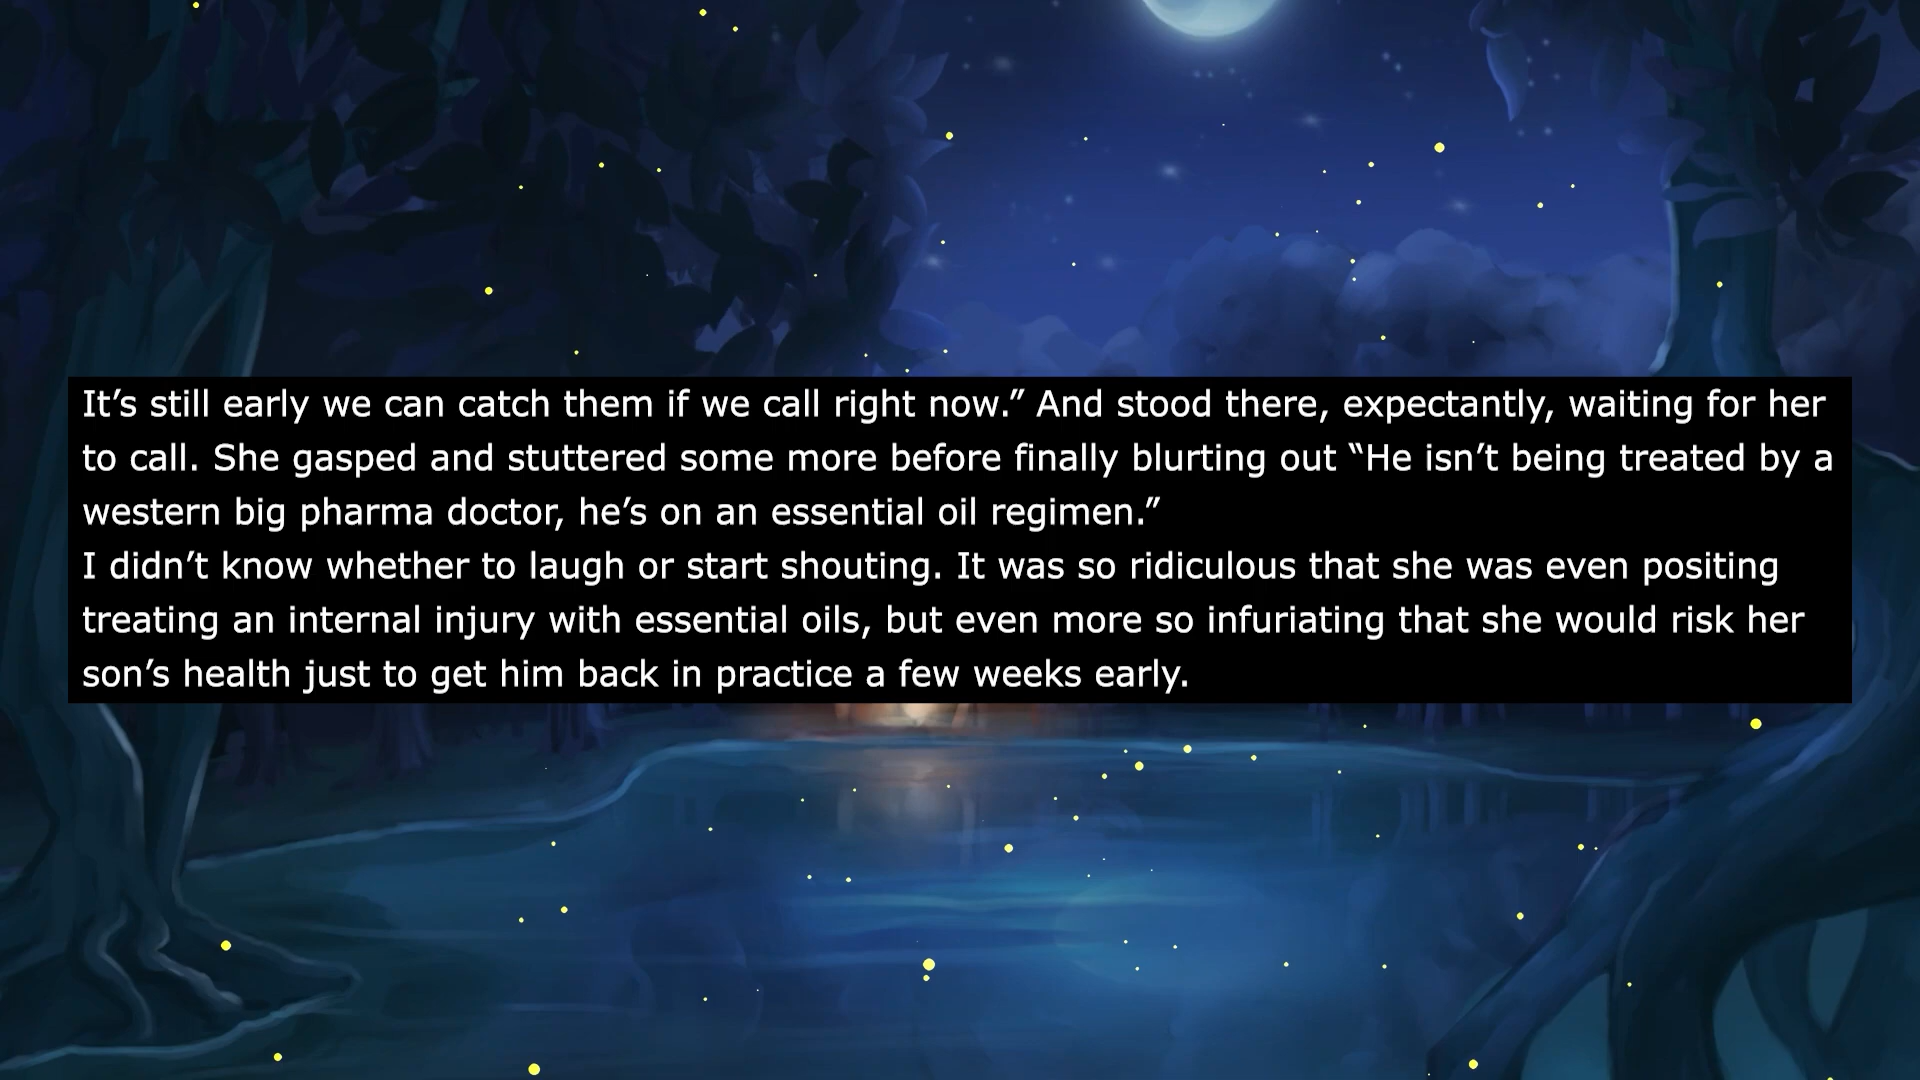 It’s still early we can catch them if we call right now.” And stood there, expectantly, waiting for her
to call. She gasped and stuttered some more before finally blurting out “He isn’t being treated by a
western big pharma doctor, he’s on an essential oil regimen.”
I didn’t know whether to laugh or start shouting. It was so ridiculous that she was even positing
treating an internal injury with essential oils, but even more so infuriating that she would risk her
son’s health just to get him back in practice a few weeks early.